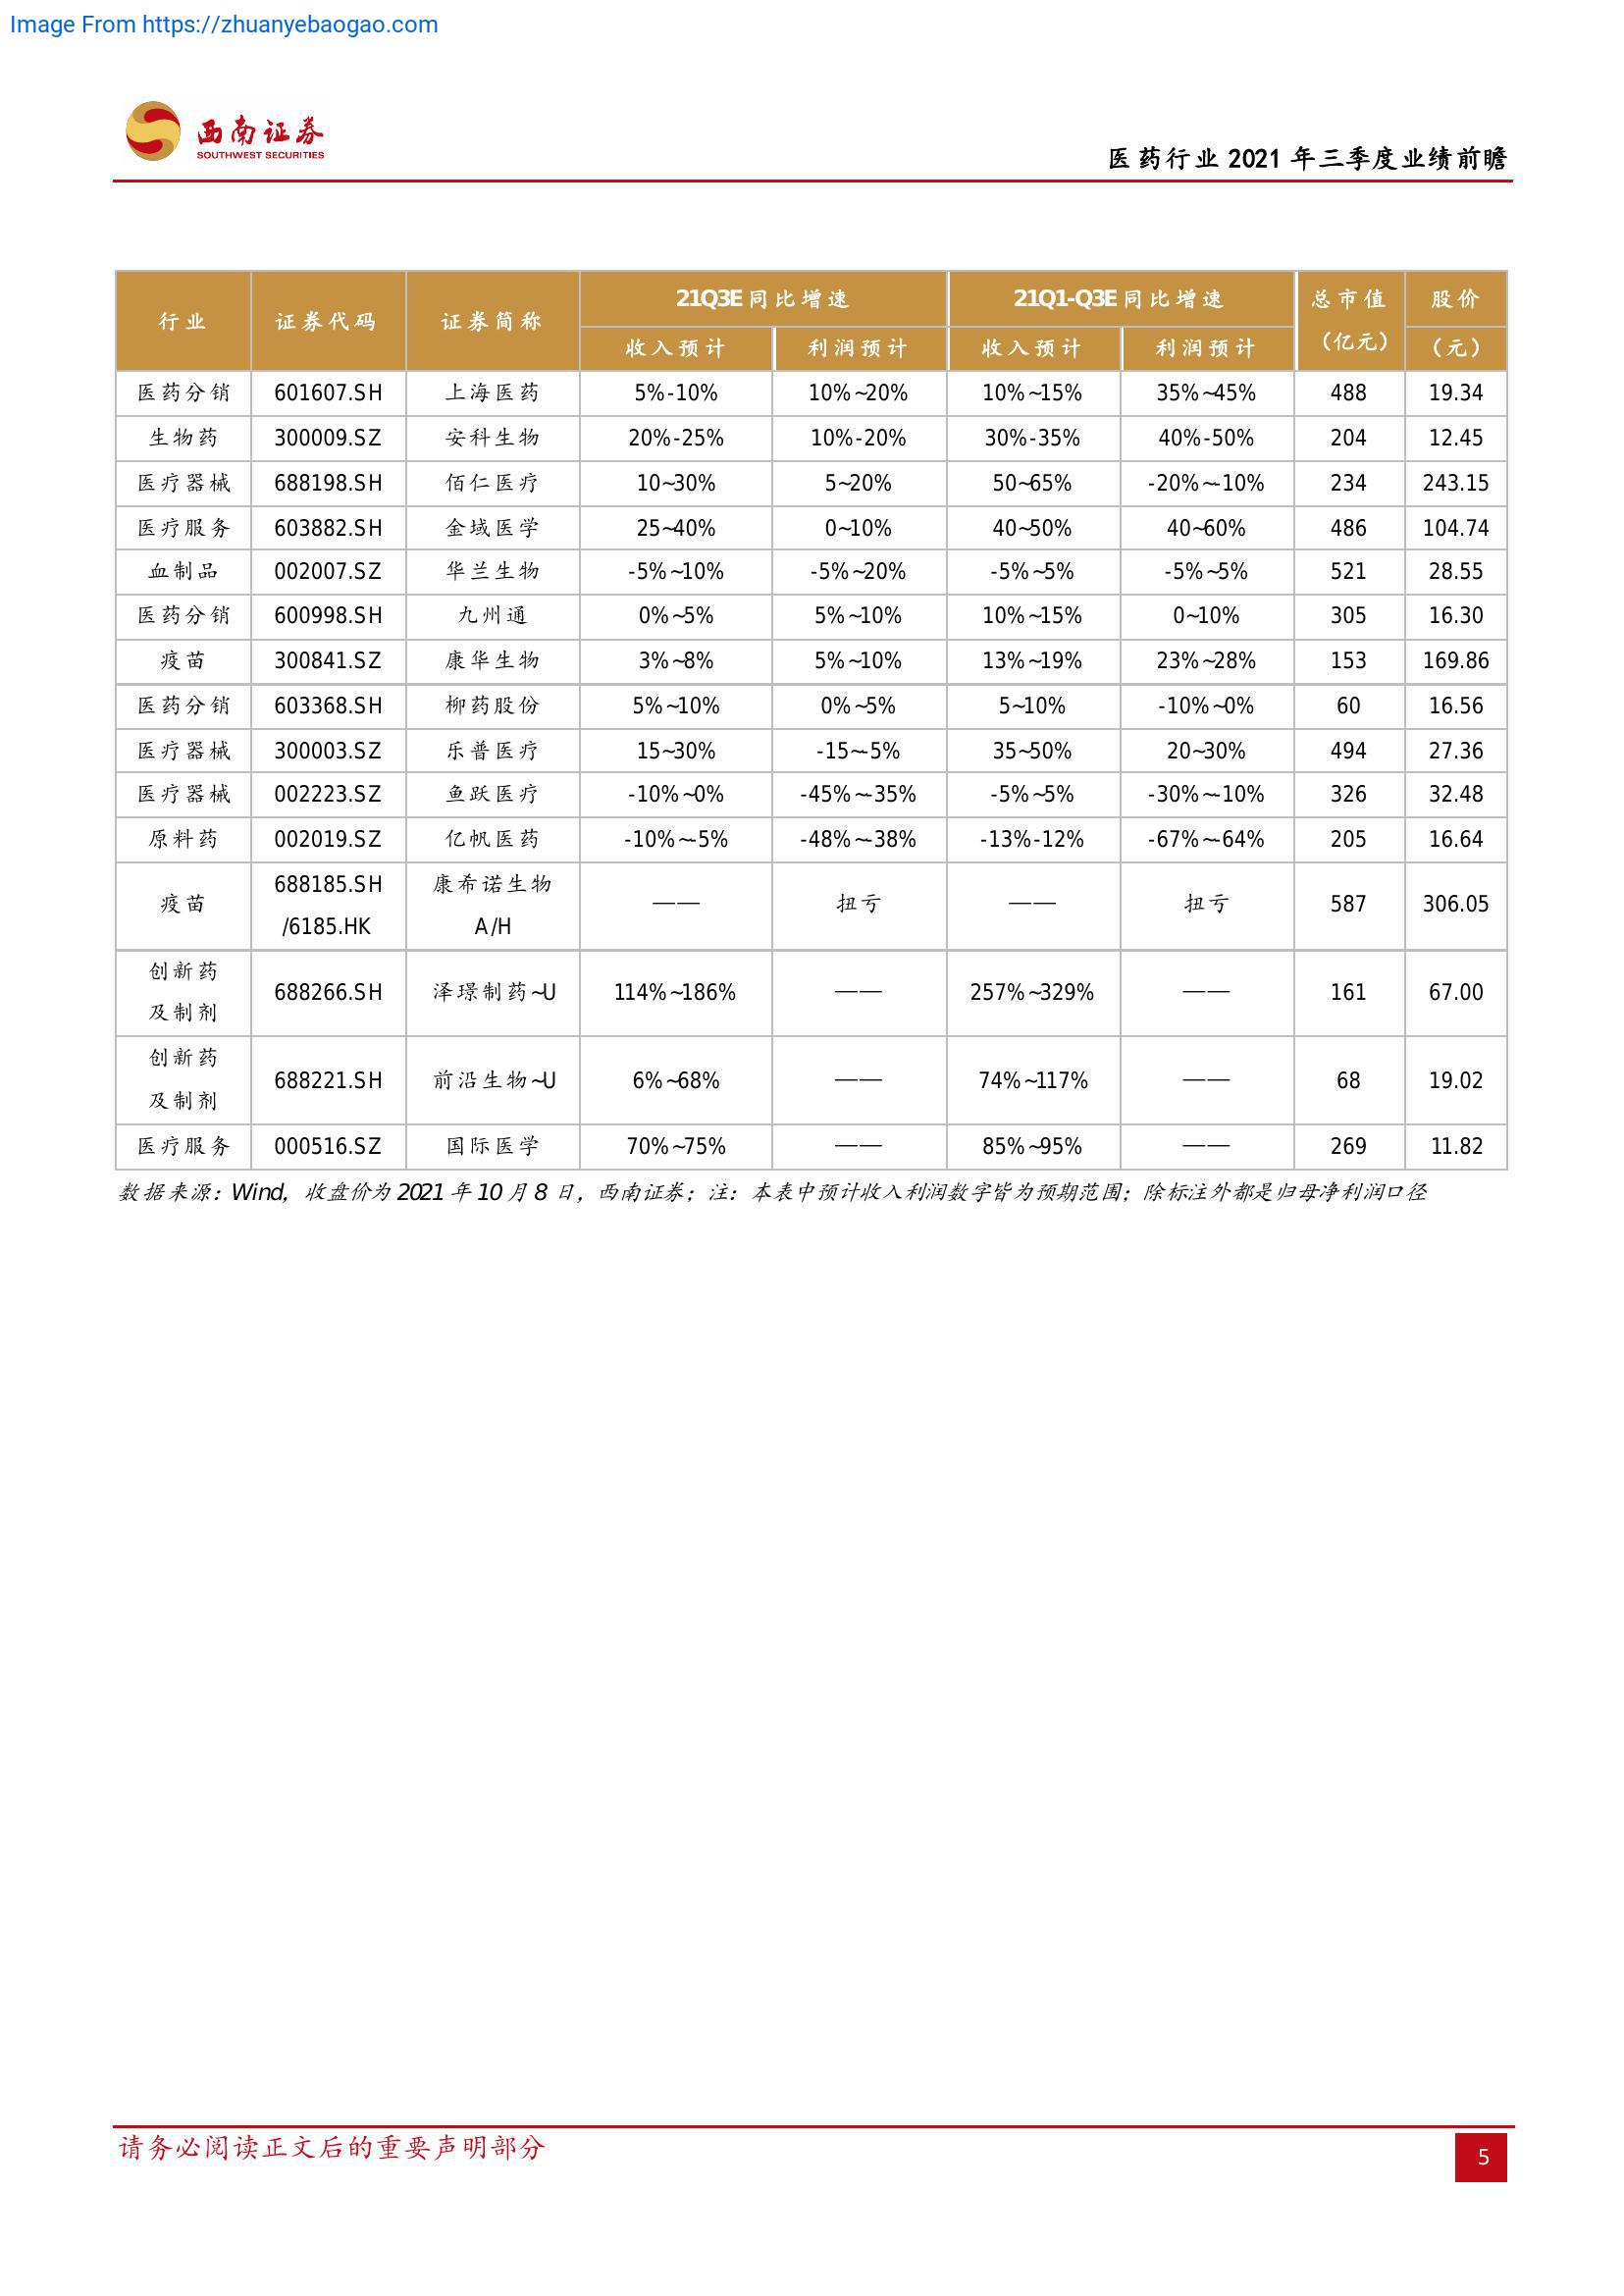 Image From https://zhuanyebaogao.com
西南证券
SOUTHWEST SECURITIES
医药行业 2021 年三季度业绩前瞻
行业 证券代码 证券简称 21Q3E 同比增速 21Q1-Q3E 同比增速 总市值（亿元） 股价（元）
收入预计 利润预计 收入预计 利润预计
医药分销 601607.SH 上海医药 5%-10% 10%~20% 10%~15% 35%~45% 488 19.34
生物药 300009.SZ 安科生物 20%-25% 10%-20% 30%-35% 40%-50% 204 12.45
医疗器械 688198.SH 佰仁医疗 10~30% 5~20% 50~65% -20%~-10% 234 243.15
医疗服务 603882.SH 金域医学 25~40% 0~10% 40~50% 40~60% 486 104.74
血制品 002007.SZ 华兰生物 -5%~10% -5%~20% -5%~5% -5%~5% 521 28.55
医药分销 600998.SH 九州通 0%~5% 5%~10% 10%~15% 0~10% 305 16.30
疫苗 300841.SZ 康华生物 3%~8% 5%~10% 13%~19% 23%~28% 153 169.86
医药分销 603368.SH 柳药股份 5%~10% 0%~5% 5~10% -10%~0% 60 16.56
医疗器械 300003.SZ 乐普医疗 15~30% -15~-5% 35~50% 20~30% 494 27.36
医疗器械 002223.SZ 鱼跃医疗 -10%~0% -45%~-35% -5%~5% -30%~-10% 326 32.48
原料药 002019.SZ 亿帆医药 -10%~-5% -48%~-38% -13%-12% -67%~-64% 205 16.64
疫苗 688185.SH/6185.HK 康希诺生物A/H —— 扭亏 —— 扭亏 587 306.05
创新药及制剂 688266.SH 泽璟制药~U 114%~186% —— 257%~329% —— 161 67.00
创新药及制剂 688221.SH 前沿生物~U 6%~68% —— 74%~117% —— 68 19.02
医疗服务 000516.SZ 国际医学 70%~75% —— 85%~95% —— 269 11.82
数据来源：Wind，收盘价为 2021 年 10 月 8 日，西南证券；注：本表中预计收入利润数字皆为预期范围；除标注外都是归母净利润口径
请务必阅读正文后的重要声明部分
5